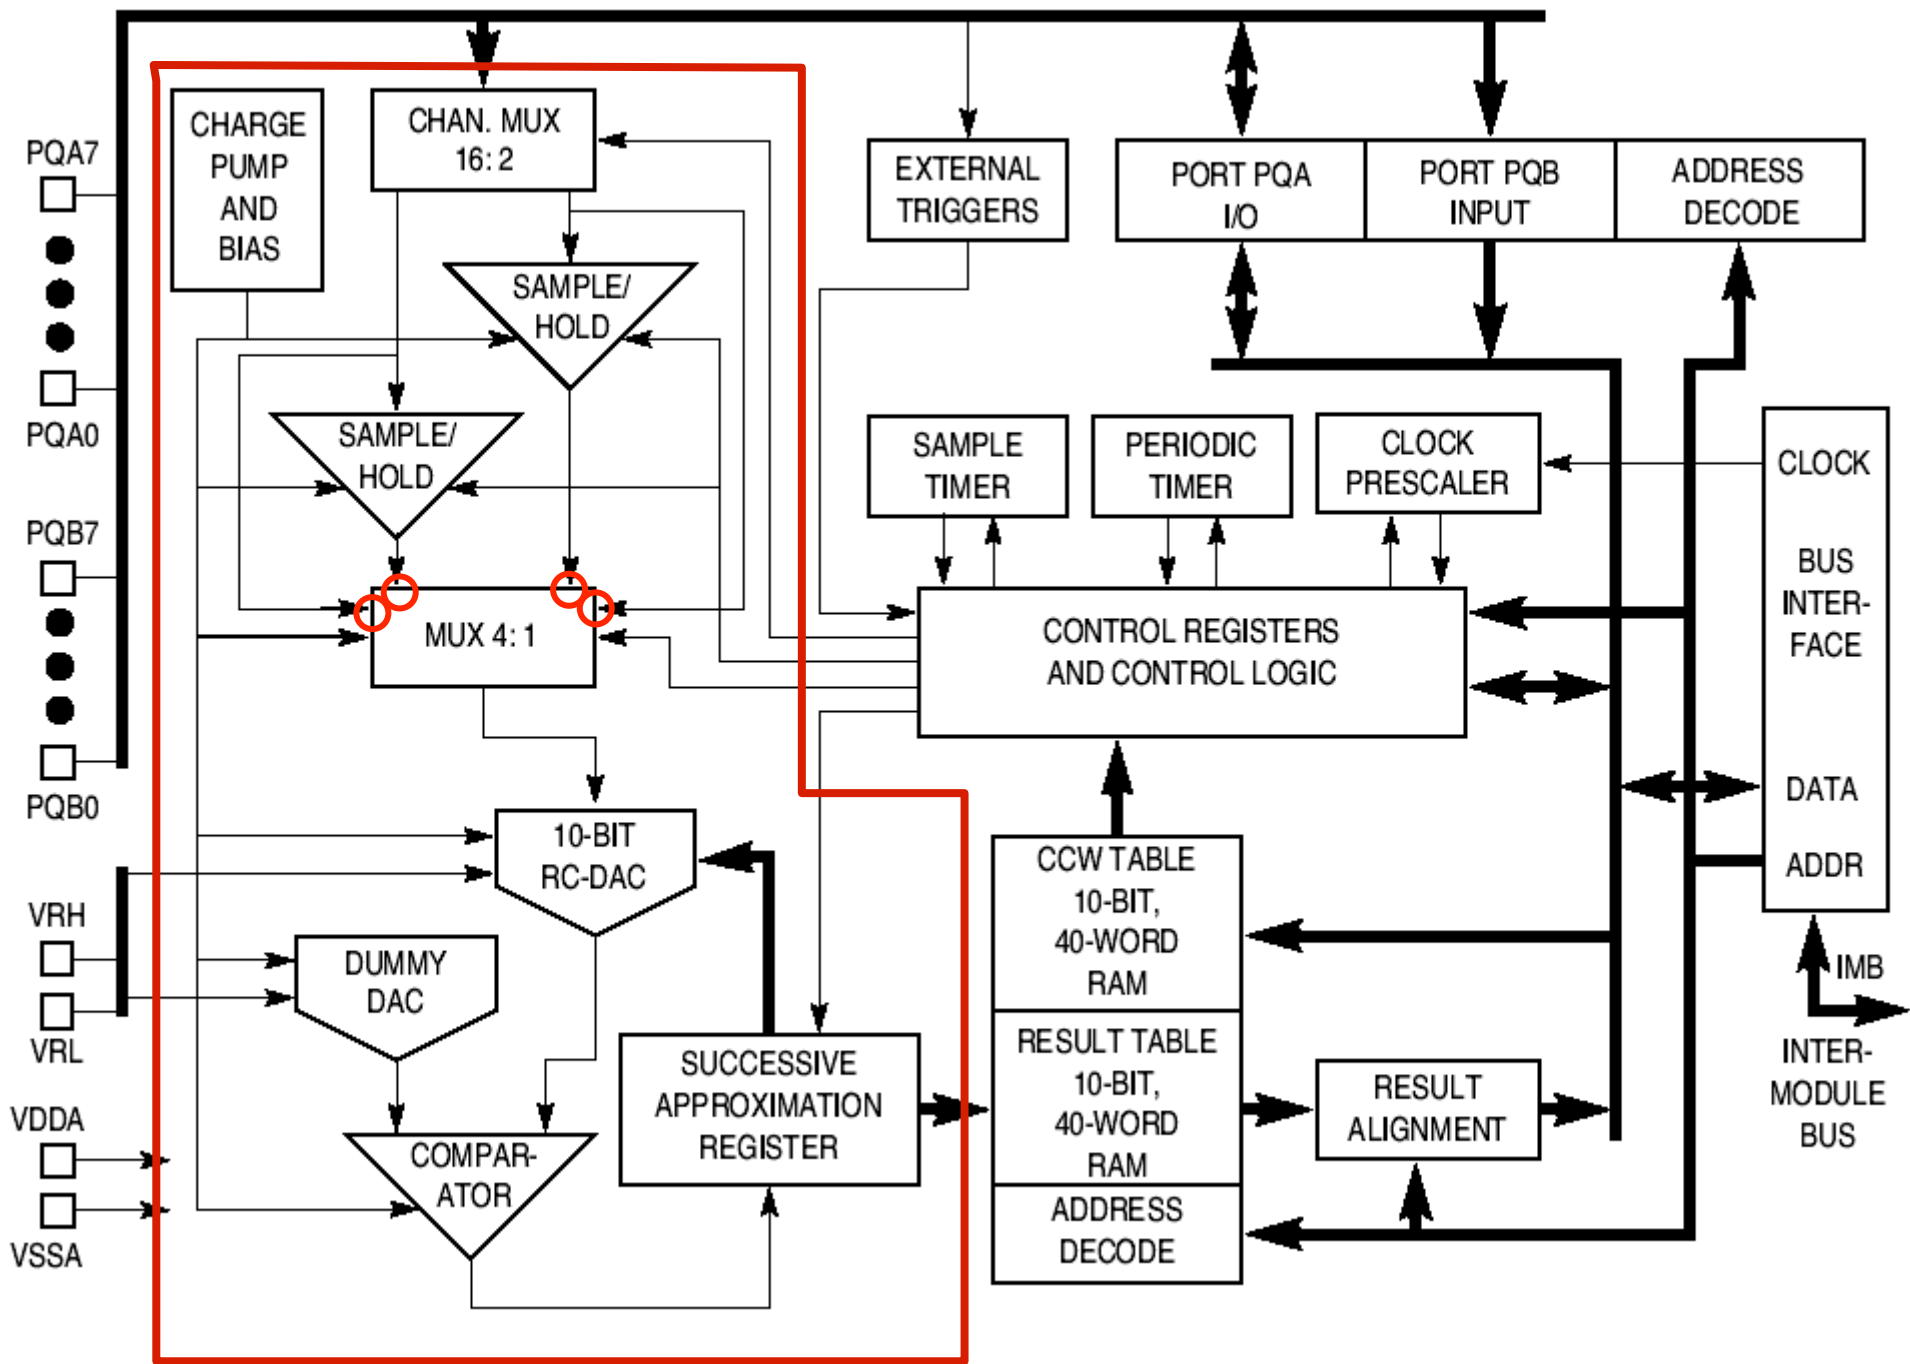 PQA7
PQA0
PQB7
PQB0
VRH
VRL
VDDA
VSSA
CHARGE
PUMP
AND
BIAS
CHAN. MUX
16: 2
SAMPLE/
HOLD
SAMPLE/
HOLD
MUX 4: 1
10-BIT
RC-DAC
DUMMY
DAC
COMPAR-
ATOR
SUCCESSIVE
APPROXIMATION
REGISTER
EXTERNAL
TRIGGERS
PORT PQA
I/O
PORT PQB
INPUT
ADDRESS
DECODE
SAMPLE
TIMER
PERIODIC
TIMER
CLOCK
PRESCALER
CONTROL REGISTERS
AND CONTROL LOGIC
CCW TABLE
10-BIT,
40-WORD
RAM
RESULT TABLE
10-BIT,
40-WORD
RAM
ADDRESS
DECODE
RESULT
ALIGNMENT
CLOCK
BUS
INTER-
FACE
DATA
ADDR
IMB
INTER-
MODULE
BUS